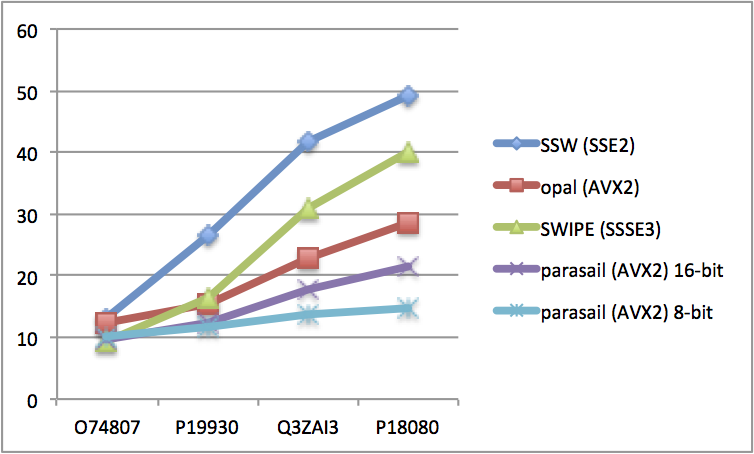 60
50
40
30
20
10
0
O74807 P19930 Q3ZAI3 P18080
SSW (SSE2)
opal (AVX2)
SWIPE (SSSE3)
parasail (AVX2) 16-bit
parasail (AVX2) 8-bit